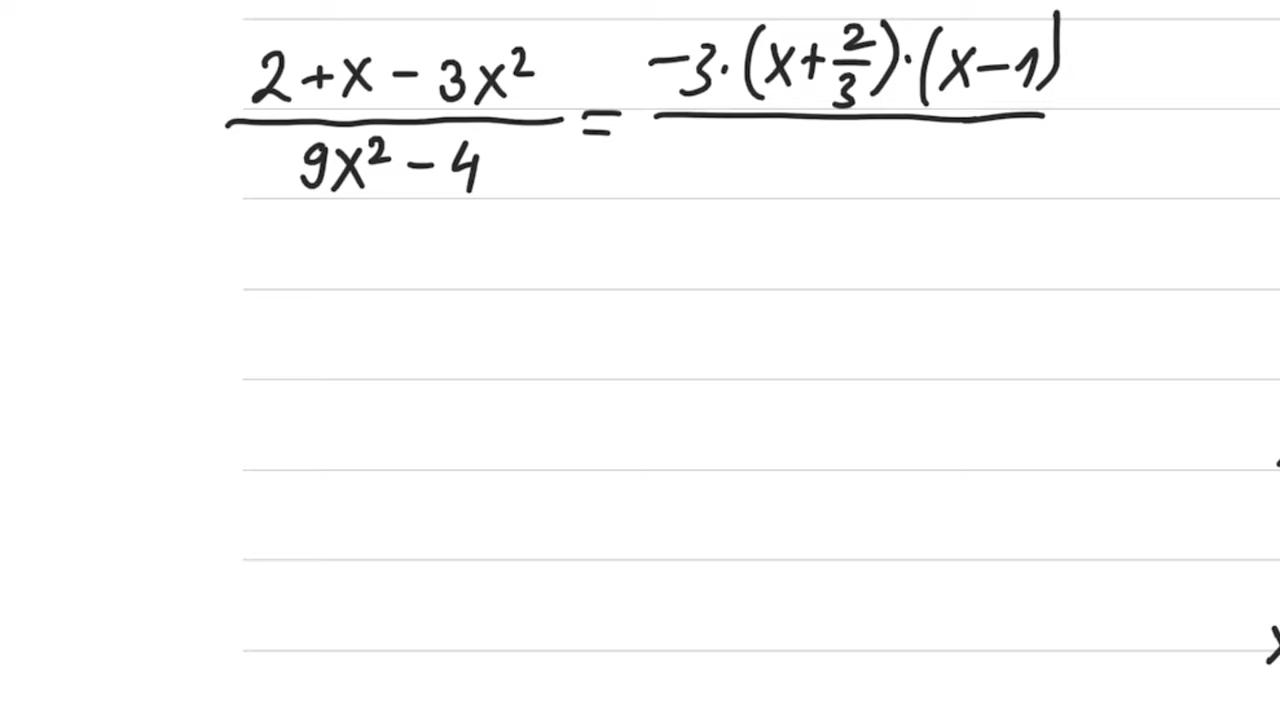 2 + x - 3x² / 9x² - 4 = -3·(x + 2/3)·(x - 1)